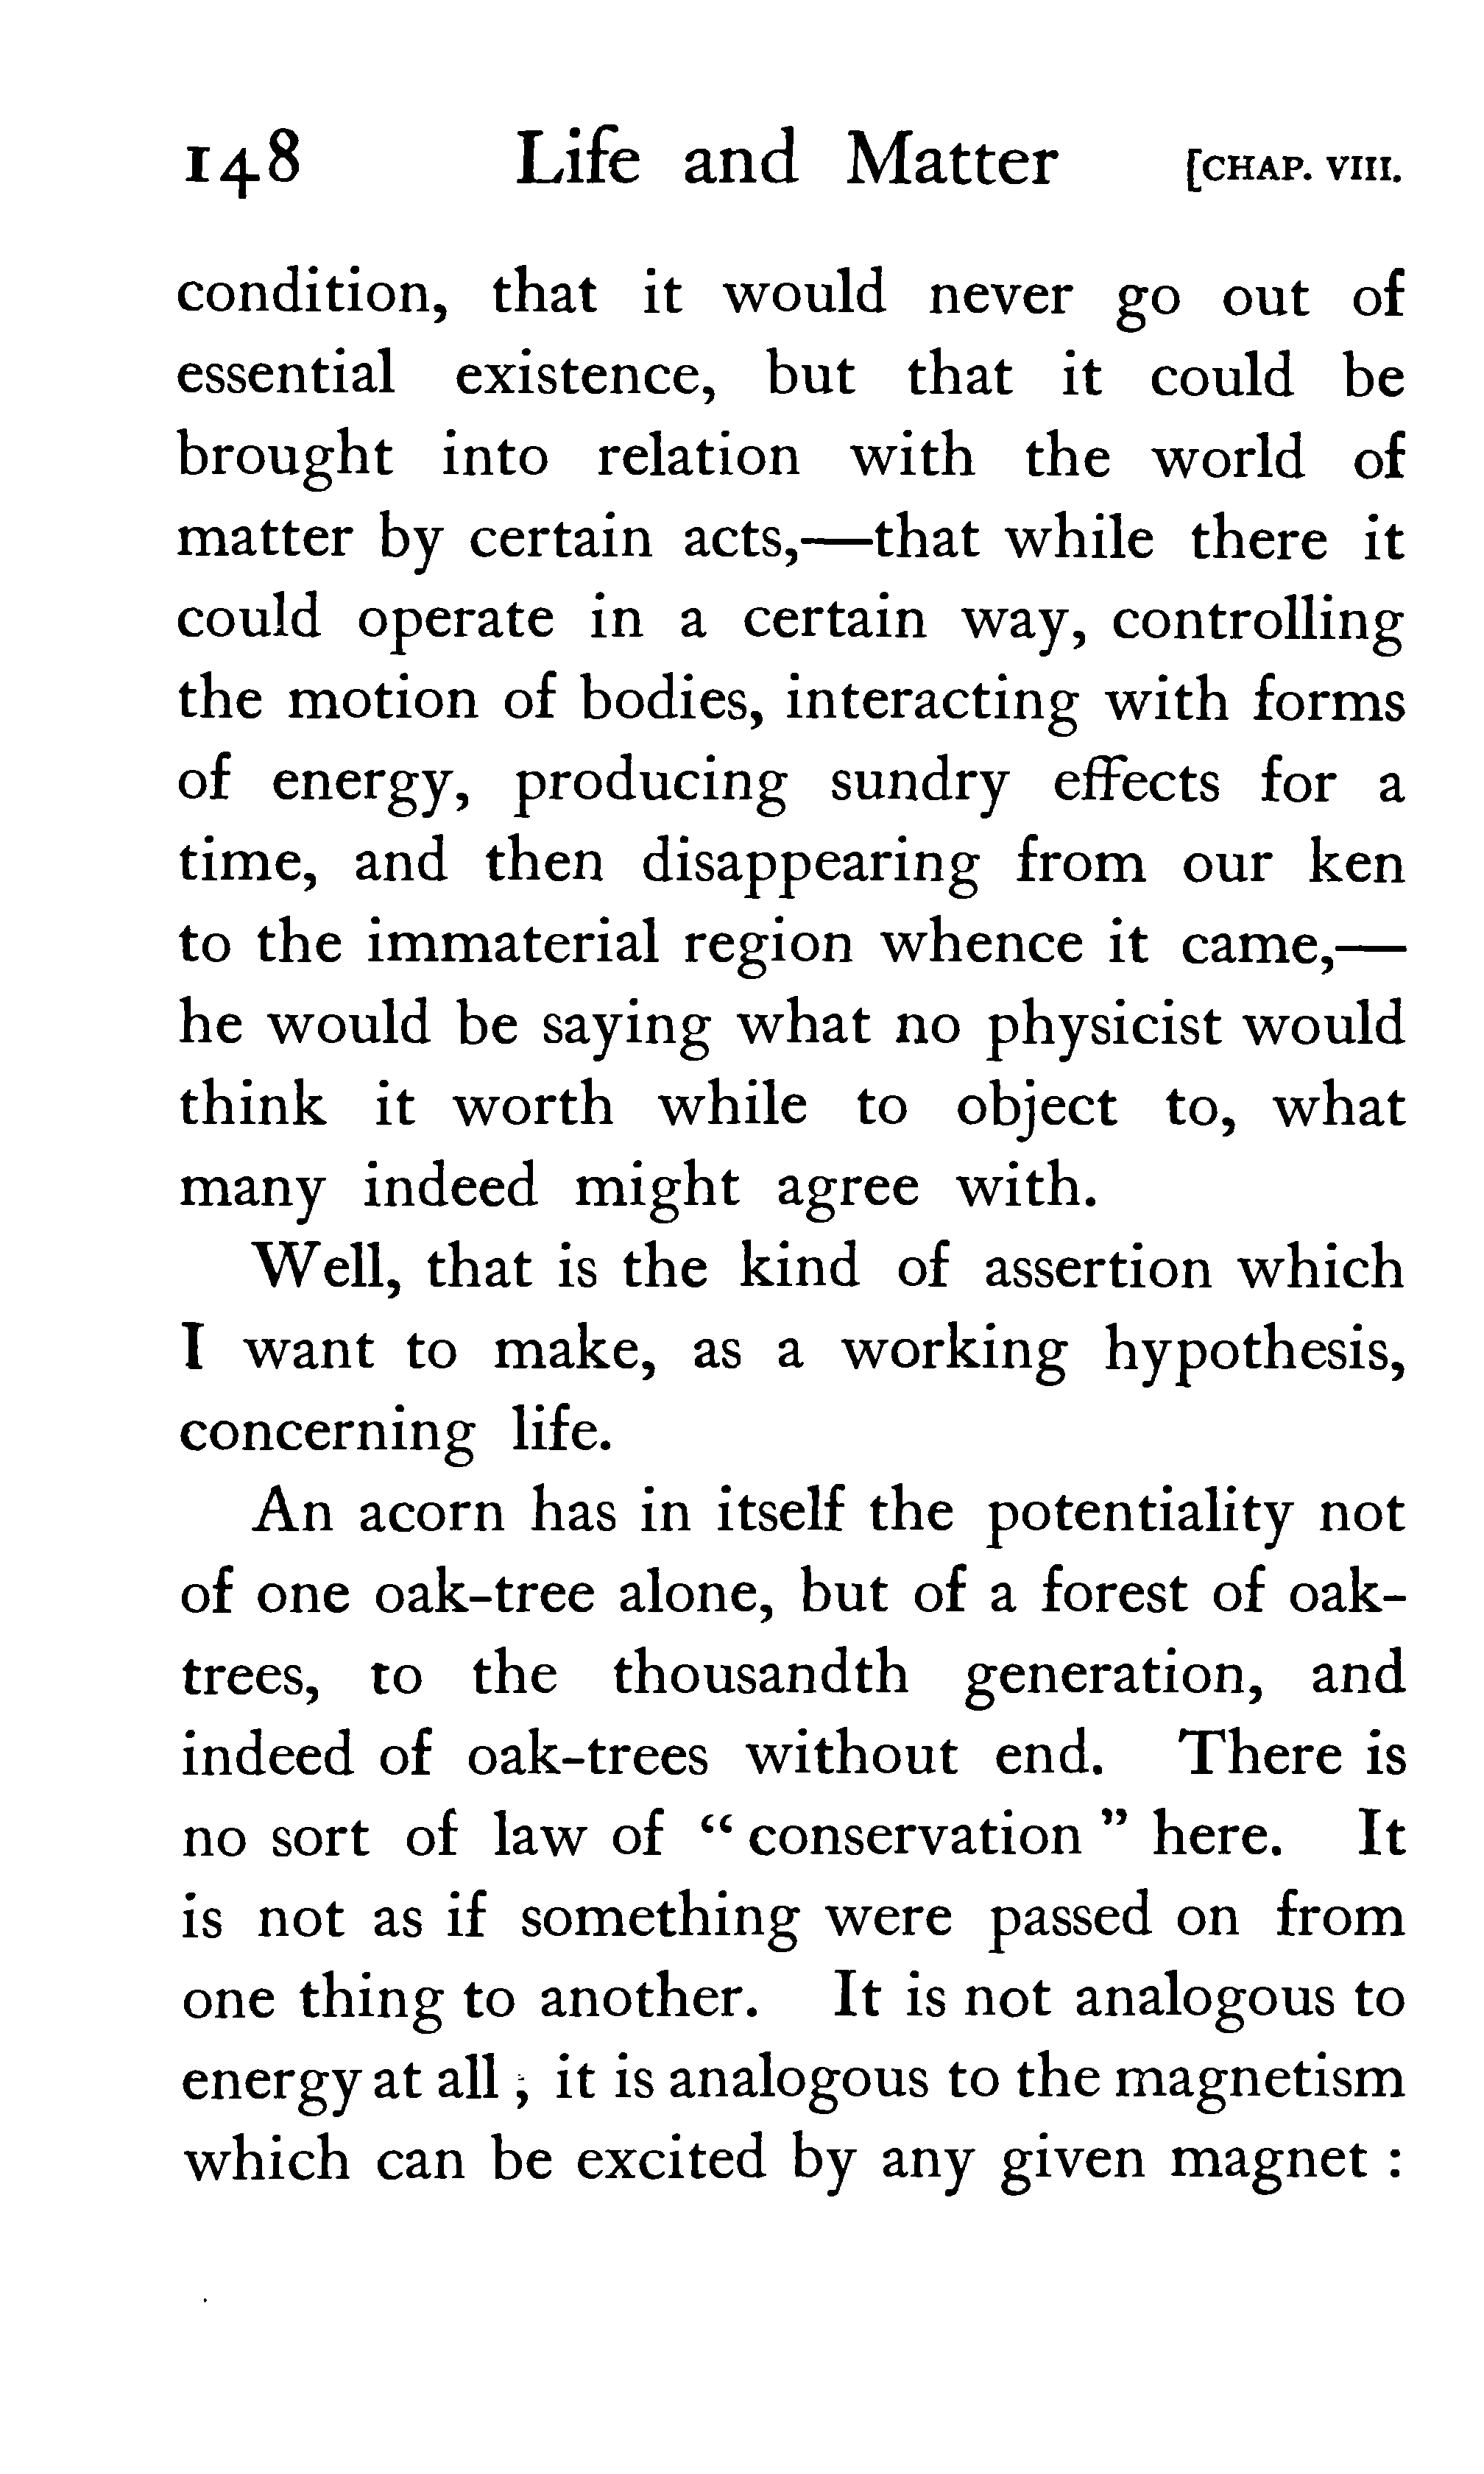 148 Life and Matter [CHAP. VIII.
condition, that it would never go out of
essential existence, but that it could be
brought into relation with the world of
matter by certain acts,—that while there it
could operate in a certain way, controlling
the motion of bodies, interacting with forms
of energy, producing sundry effects for a
time, and then disappearing from our ken
to the immaterial region whence it came,—
he would be saying what no physicist would
think it worth while to object to, what
many indeed might agree with.
Well, that is the kind of assertion which
I want to make, as a working hypothesis,
concerning life.
An acorn has in itself the potentiality not
of one oak-tree alone, but of a forest of oak-
trees, to the thousandth generation, and
indeed of oak-trees without end. There is
no sort of law of “ conservation ” here. It
is not as if something were passed on from
one thing to another. It is not analogous to
energy at all ; it is analogous to the magnetism
which can be excited by any given magnet :